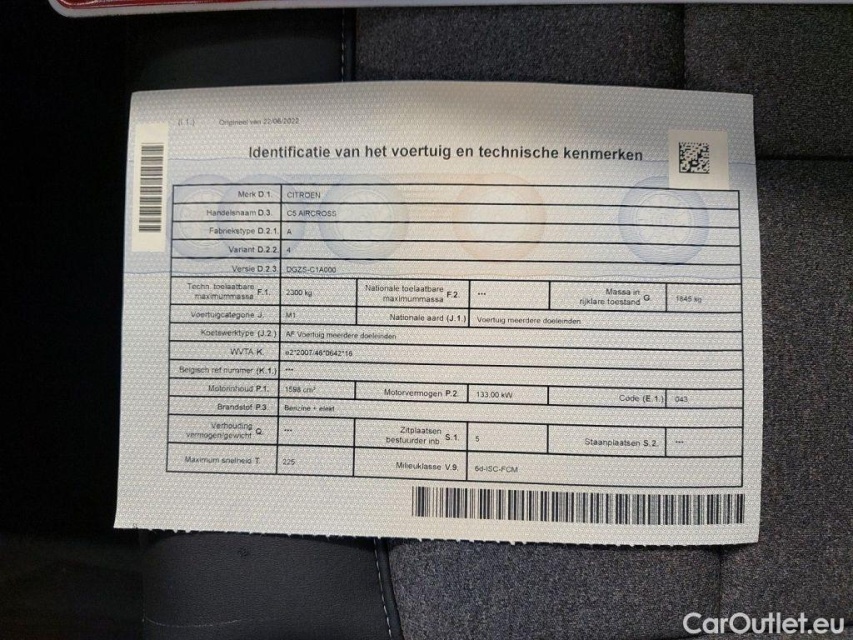 (I.1.) Origineel van 22/06/2022
Identificatie van het voertuig en technische kenmerken
Merk D.1. CITROEN
Handelsnaam D.3. C5 AIRCROSS
Fabriekstype D.2.1. A
Variant D.2.2. 4
Versie D.2.3. DGZS-C1A000
Techn. toelaatbare maximummassa F.1. 2300 kg Nationale toelaatbare maximummassa F.2. --- Massa in rijklare toestand G. 1845 kg
Voertuigcategorie J. M1 Nationale aard (J.1.) Voertuig meerdere doeleinden
Koetswerktype (J.2.) AF Voertuig meerdere doeleinden
WVTA K. e2*2007/46*0642*16
Belgisch ref nummer (K.1.) ---
Motorinhoud P.1. 1598 cm³ Motorvermogen P.2. 133.00 kW Code (E.1.) 043
Brandstof P.3. Benzine + elekt
Verhouding vermogen/gewicht Q. --- Zitplaatsen bestuurder inb. S.1. 5 Staanplaatsen S.2. ---
Maximum snelheid T. 225 Milieuklasse V.9. 6d-ISC-FCM
CarOutlet.eu